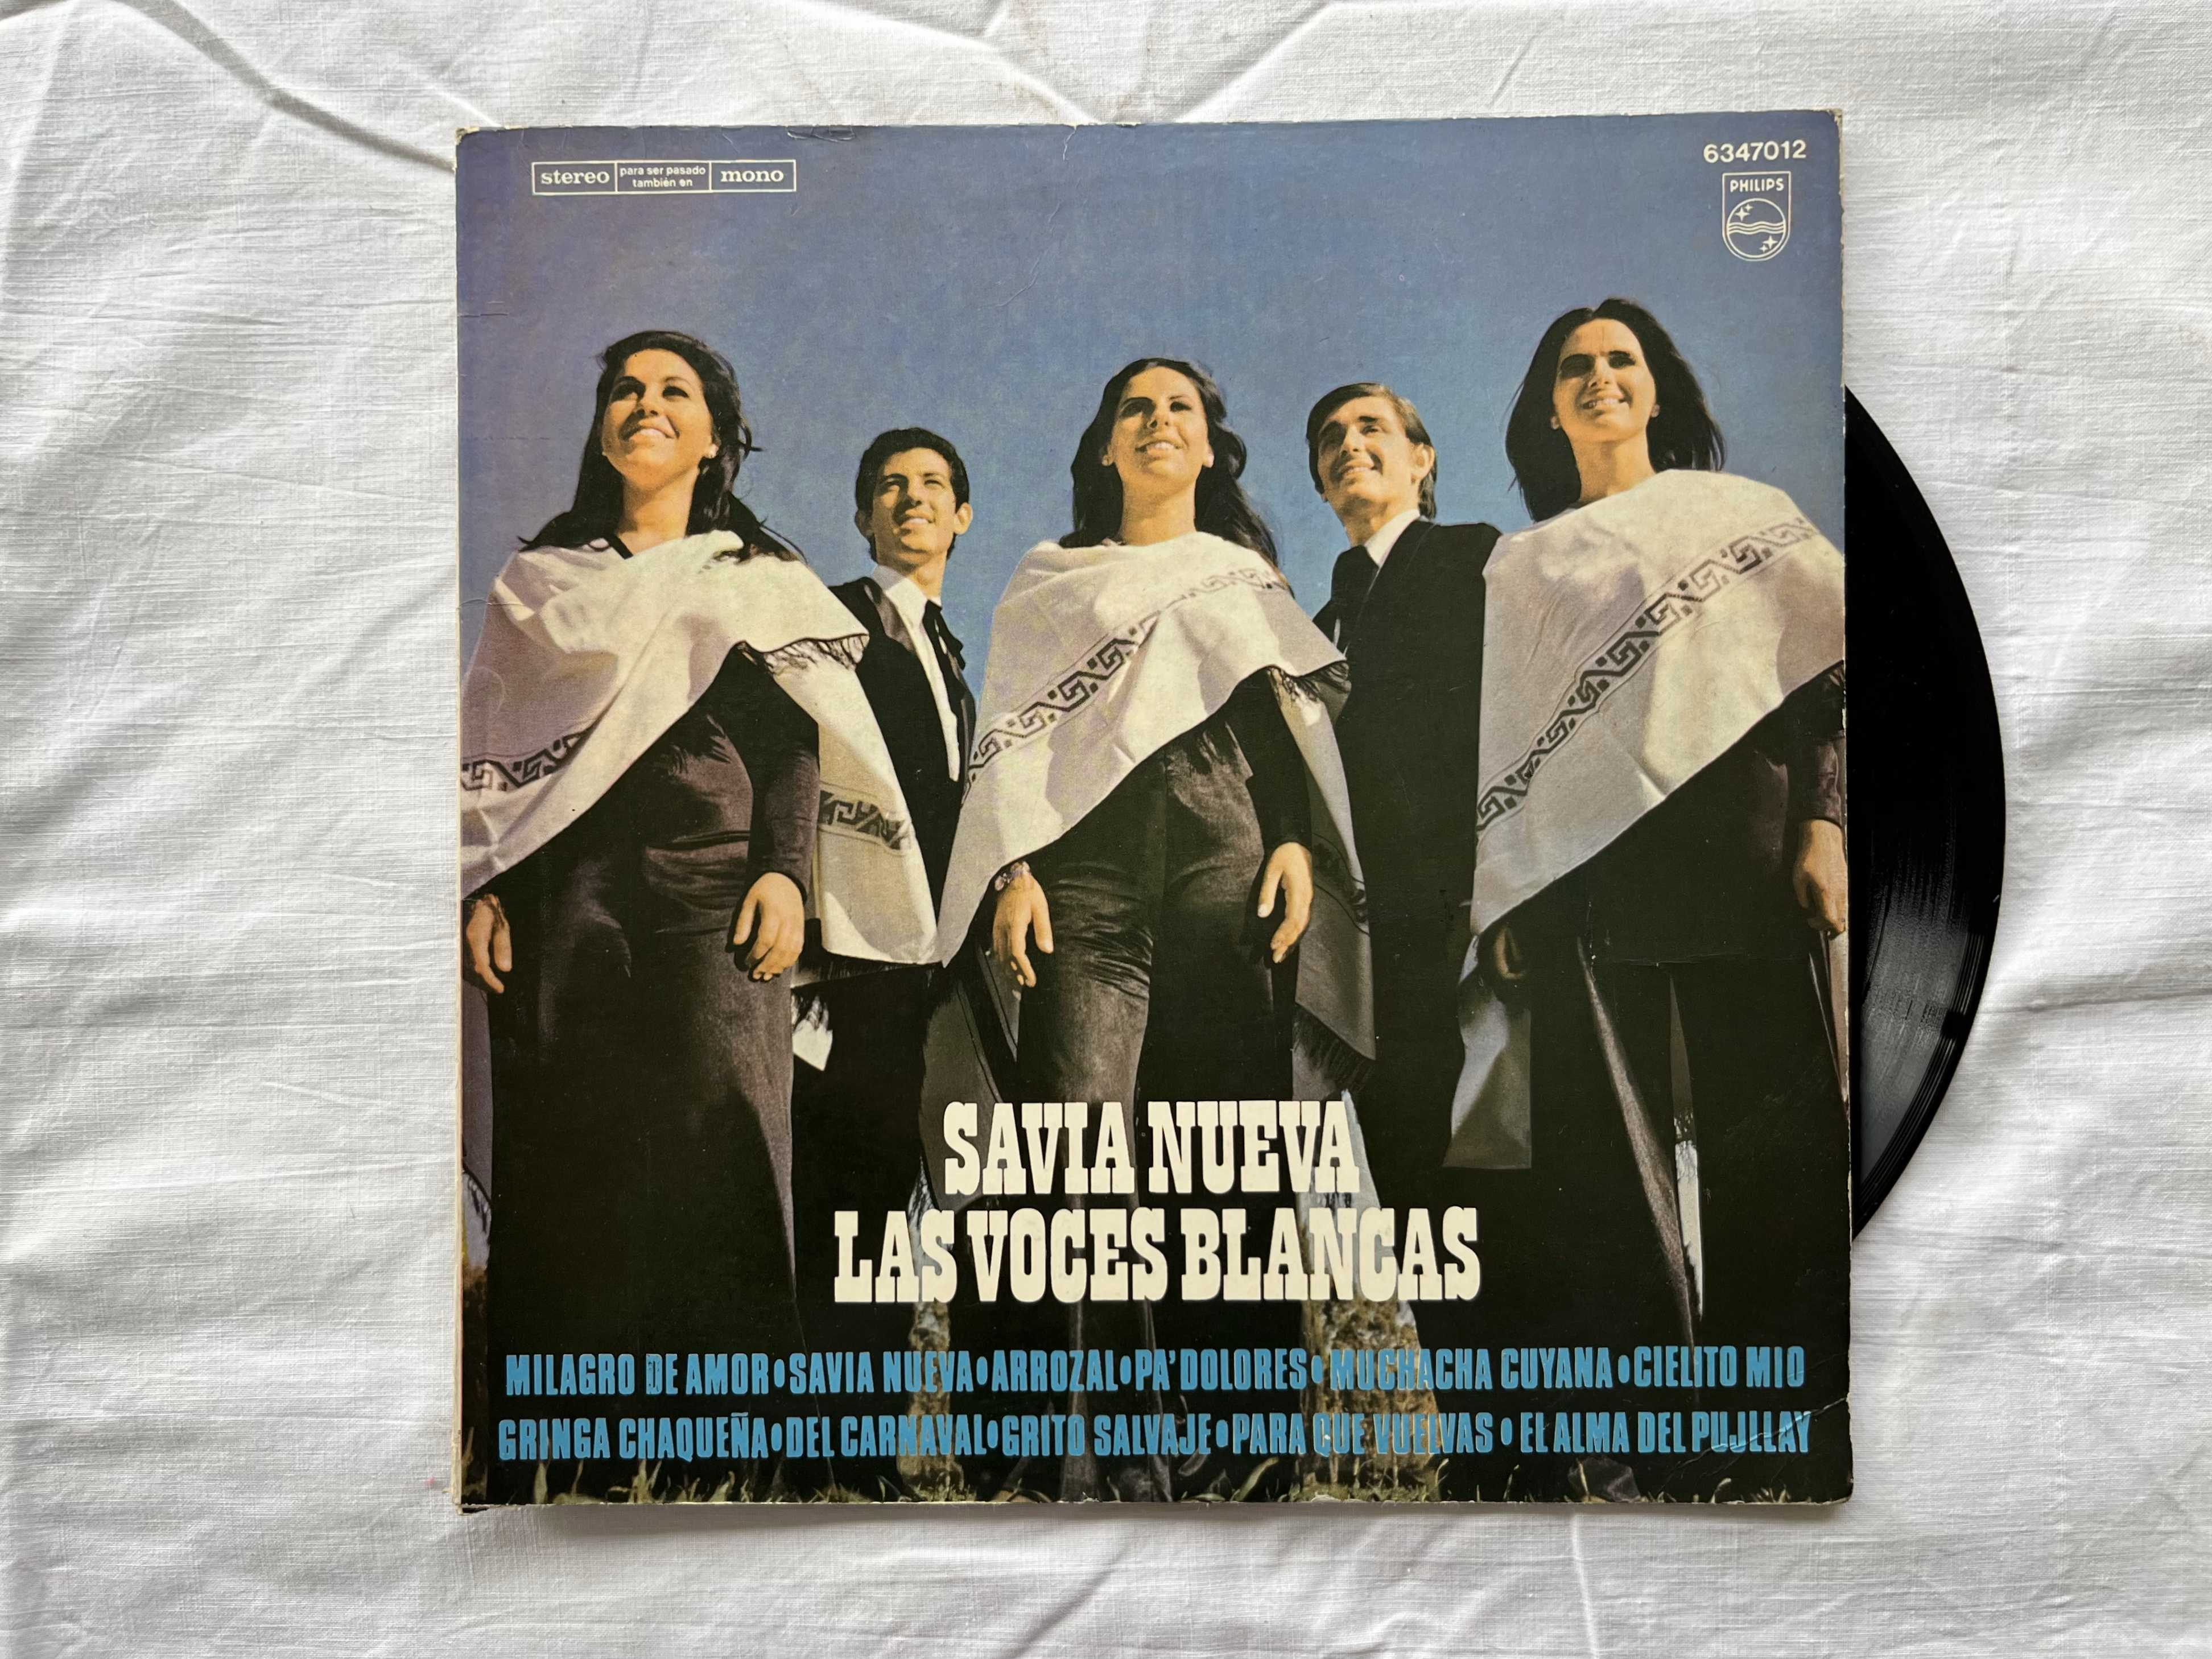 stereo para ser pasado también en mono
6347012
PHILIPS
SAVIA NUEVA
LAS VOCES BLANCAS
MILAGRO DE AMOR•SAVIA NUEVA•ARROZAL•PA'DOLORES•MUCHACHA CUYANA•CIELITO MIO
GRINGA CHAQUEÑA•DEL CARNAVAL•GRITO SALVAJE•PARA QUE VUELVAS•EL ALMA DEL PUJLLAY